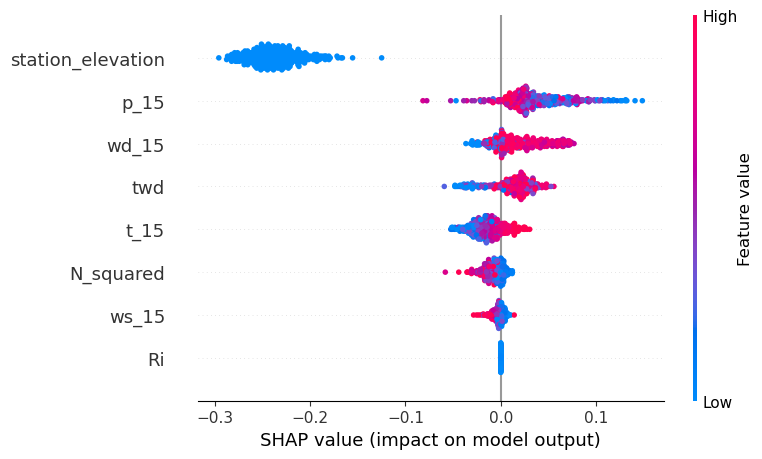 High
station_elevation
p_15
wd_15
twd
t_15
N_squared
ws_15
Ri
Feature value
Low
−0.3 −0.2 −0.1 0.0 0.1
SHAP value (impact on model output)